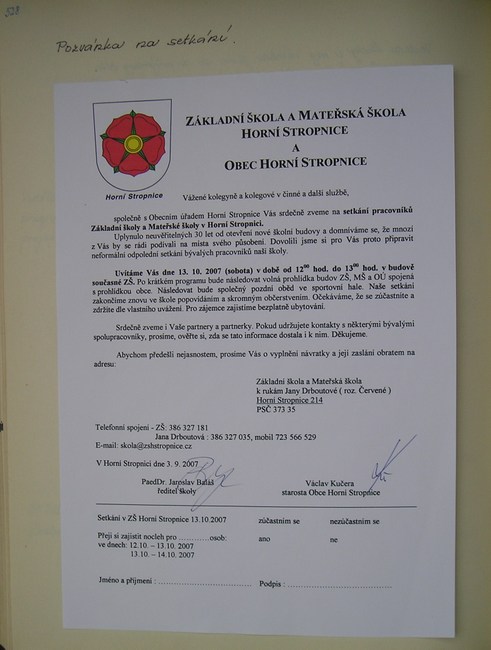 528
Pozvánka na setkání.
ZÁKLADNÍ ŠKOLA A MATEŘSKÁ ŠKOLA
HORNÍ STROPNICE
A
OBEC HORNÍ STROPNICE
Horní Stropnice
Vážené kolegyně a kolegové v činné a další službě,
společně s Obecním úřadem Horní Stropnice Vás srdečně zveme na setkání pracovníků
Základní školy a Mateřské školy v Horní Stropnici.
Uplynulo neuvěřitelných 30 let od otevření nové školní budovy a domníváme se, že mnozí
z Vás by se rádi podívali na místa svého působení. Dovolili jsme si pro Vás proto připravit
neformální odpolední setkání bývalých pracovníků naší školy.
Uvítáme Vás dne 13. 10. 2007 (sobota) v době od 12⁰⁰ hod. do 13⁰⁰ hod. v budově
současné ZŠ. Po krátkém programu bude následovat volná prohlídka budov ZŠ, MŠ a OÚ spojená
s prohlídkou obce. Následovat bude společný pozdní oběd ve sportovní hale. Naše setkání
zakončíme znovu ve škole popovídáním a skromným občerstvením. Očekáváme, že se zúčastníte a
zdržíte dle vlastního uvážení. Pro zájemce zajistíme bezplatné ubytování.
Srdečně zveme i Vaše partnery a partnerky. Pokud udržujete kontakty s některými bývalými
spolupracovníky, prosíme, ověřte si, zda se tato informace dostala i k nim. Děkujeme.
Abychom předešli nejasnostem, prosíme Vás o vyplnění návratky a její zaslání obratem na
adresu:
Základní škola a Mateřská škola
k rukám Jany Drboutové ( roz. Červené )
Horní Stropnice 214
PSČ 373 35
Telefonní spojení - ZŠ: 386 327 181
Jana Drboutová : 386 327 035, mobil 723 566 529
E-mail: skola@zshstropnice.cz
V Horní Stropnici dne 3. 9. 2007
PaedDr. Jaroslav Baláš
ředitel školy
Václav Kučera
starosta Obce Horní Stropnice
Setkání v ZŠ Horní Stropnice 13.10.2007 zúčastním se nezúčastním se
Přeji si zajistit nocleh pro ............osob: ano ne
ve dnech: 12.10. – 13.10. 2007
13.10. – 14.10. 2007
Jméno a příjmení : ................................ Podpis : ...................................